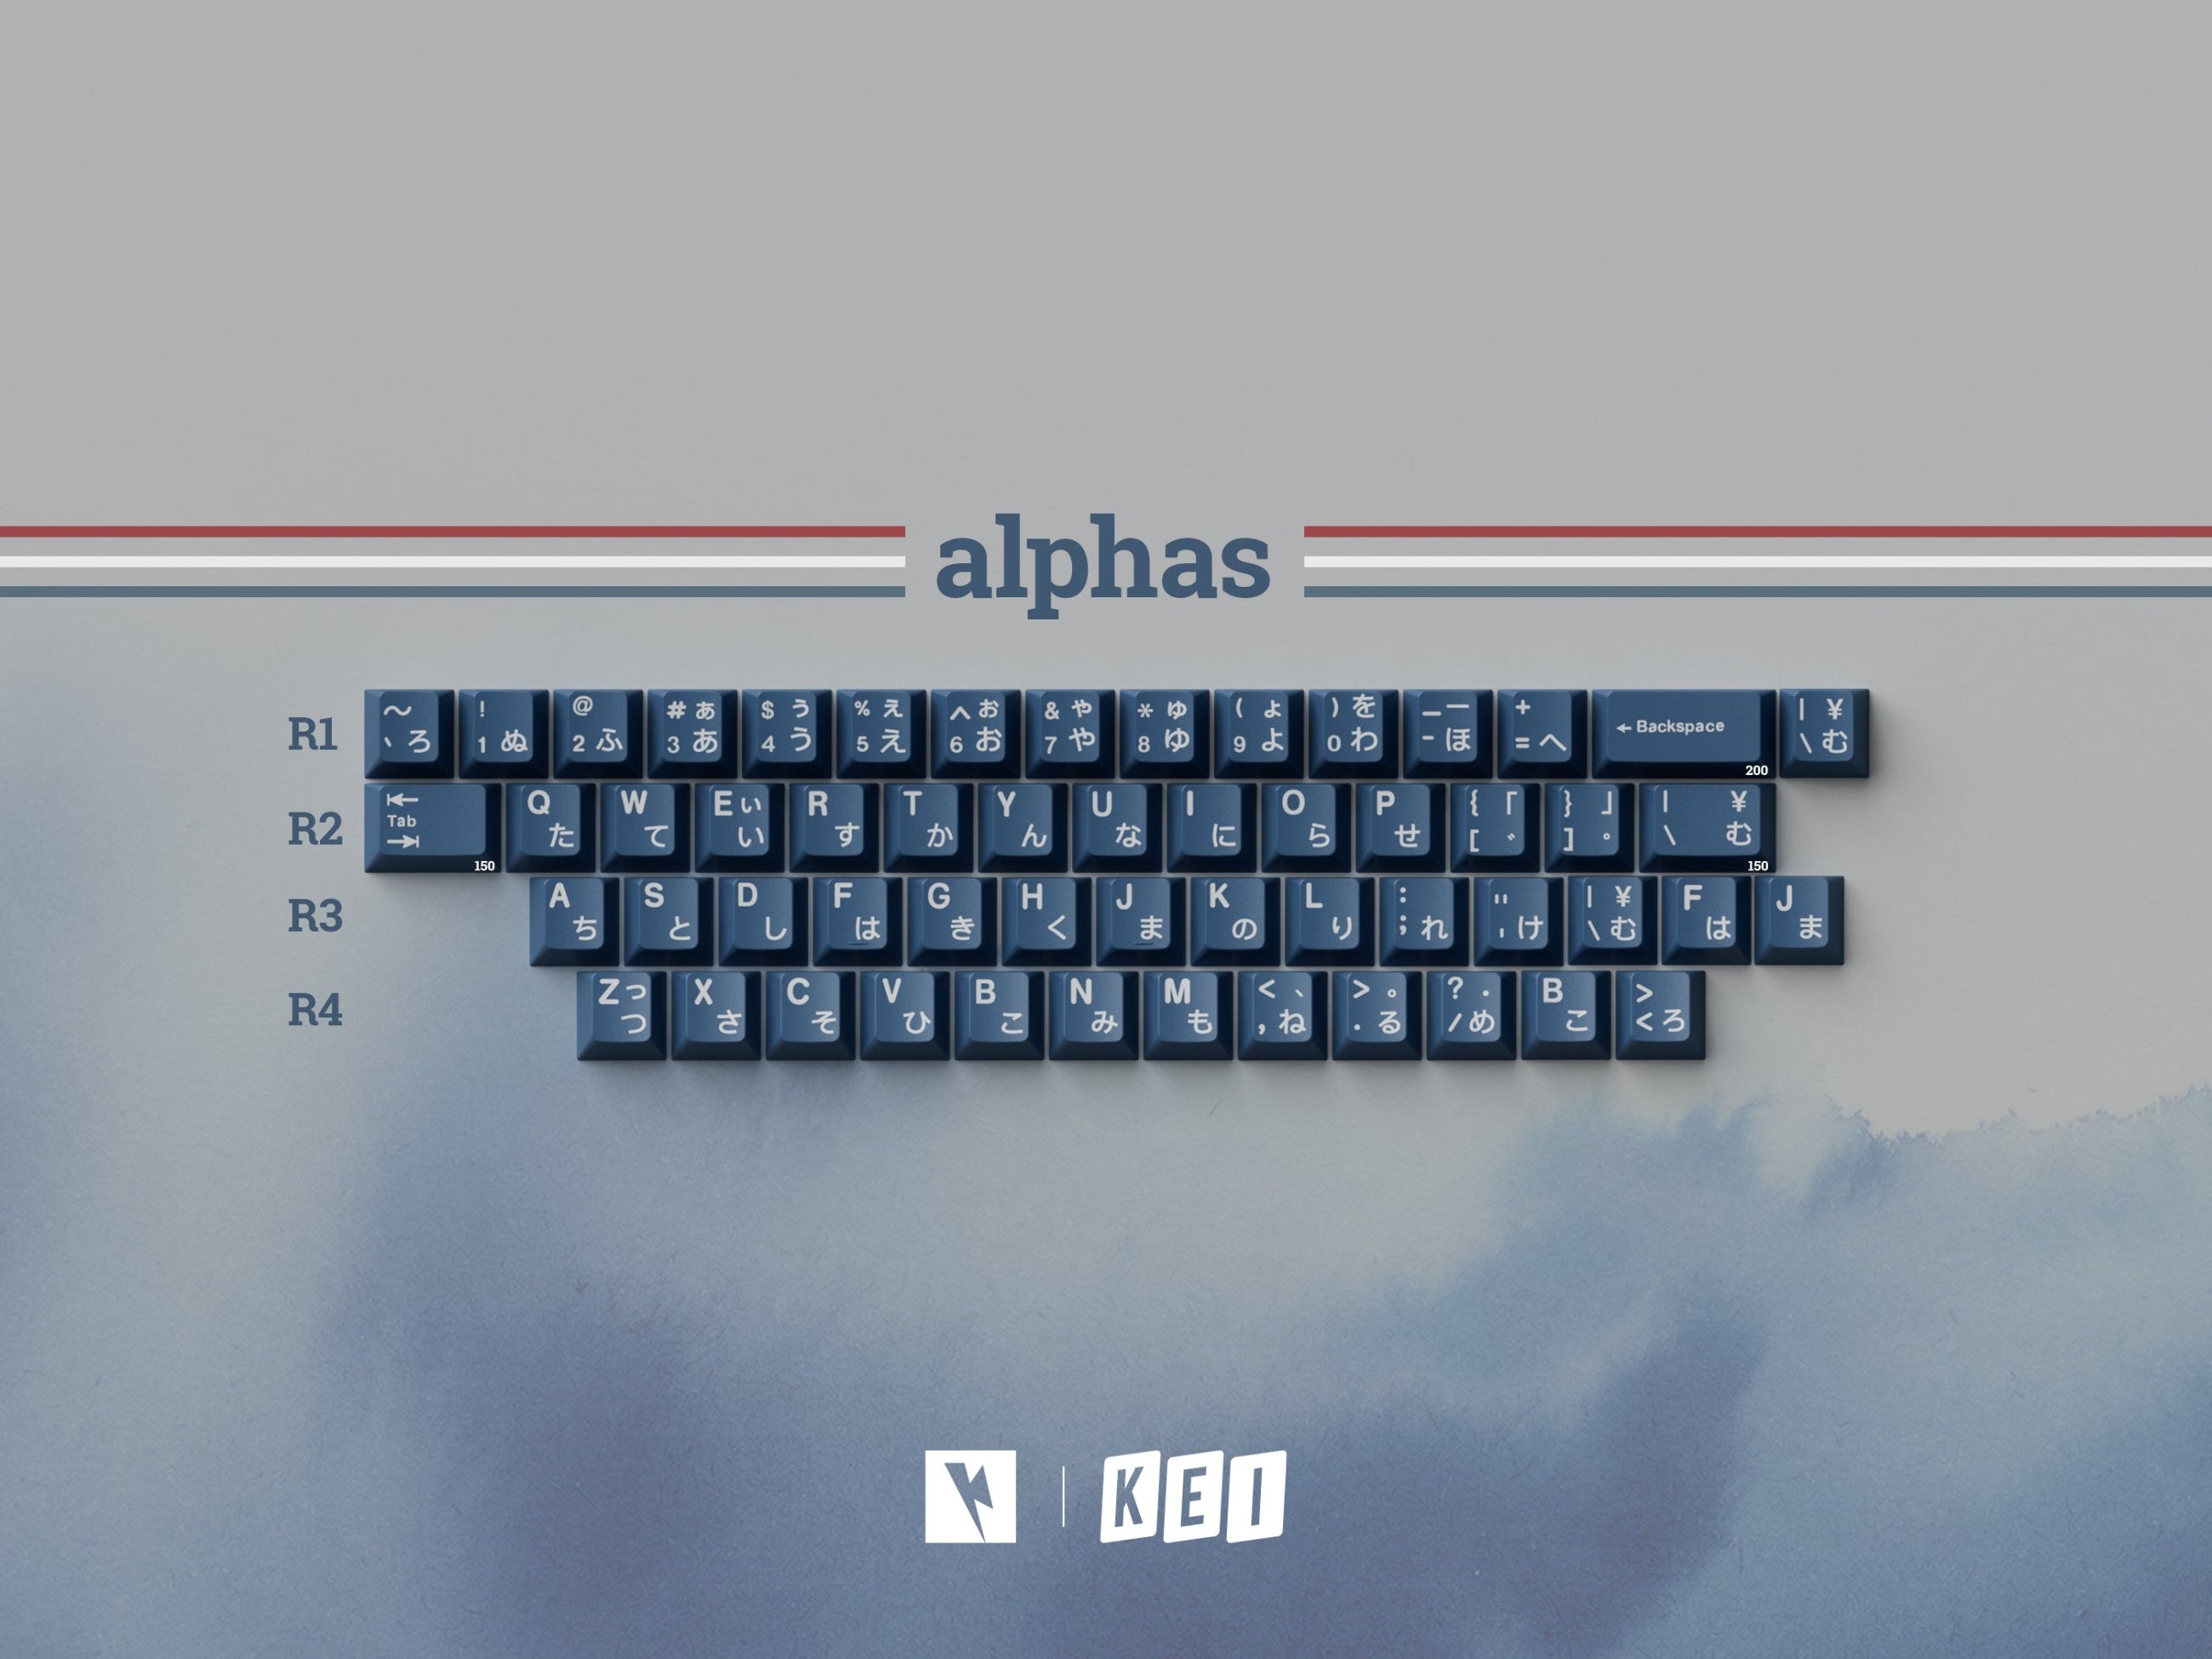 alphas
R1
~ ` ろ ! 1 ぬ @ 2 ふ # ぁ 3 あ $ ぅ 4 う % ぇ 5 え ^ ぉ 6 お & ゃ 7 や * ゅ 8 ゆ ( ょ 9 よ ) を 0 わ _ ー - ほ + = へ ← Backspace 200 | ¥ \ む
R2
Tab 150 Q た W て E ぃ い R す T か Y ん U な I に O ら P せ { 「 [ ゛ } 」 ] ゜ | ¥ \ む 150
R3
A ち S と D し F は G き H く J ま K の L り : ; れ " ' け | ¥ \ む F は J ま
R4
Z っ つ X さ C そ V ひ B こ N み M も < 、 , ね > 。 . る ? ・ / め B こ > < ろ
KEI